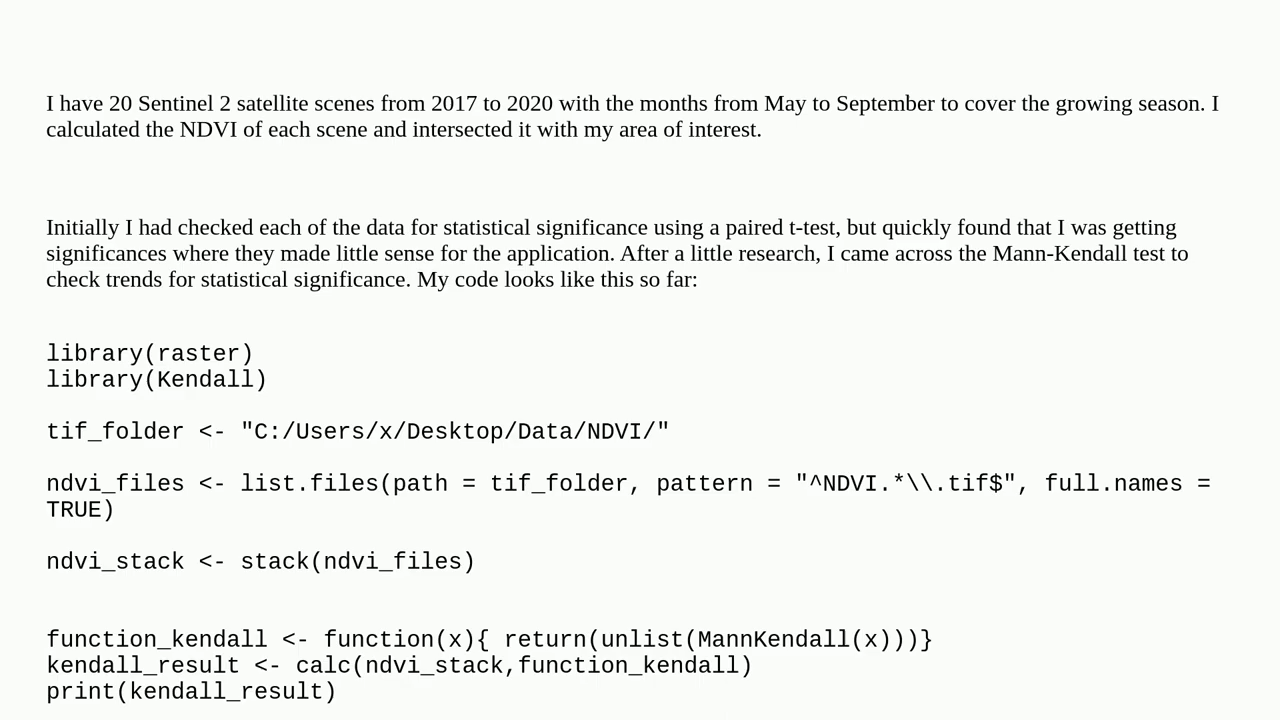 I have 20 Sentinel 2 satellite scenes from 2017 to 2020 with the months from May to September to cover the growing season. I
calculated the NDVI of each scene and intersected it with my area of interest.
Initially I had checked each of the data for statistical significance using a paired t-test, but quickly found that I was getting
significances where they made little sense for the application. After a little research, I came across the Mann-Kendall test to
check trends for statistical significance. My code looks like this so far:
library(raster)
library(Kendall)
tif_folder <- "C:/Users/x/Desktop/Data/NDVI/"
ndvi_files <- list.files(path = tif_folder, pattern = "^NDVI.*\\.tif$", full.names =
TRUE)
ndvi_stack <- stack(ndvi_files)
function_kendall <- function(x){ return(unlist(MannKendall(x)))}
kendall_result <- calc(ndvi_stack,function_kendall)
print(kendall_result)